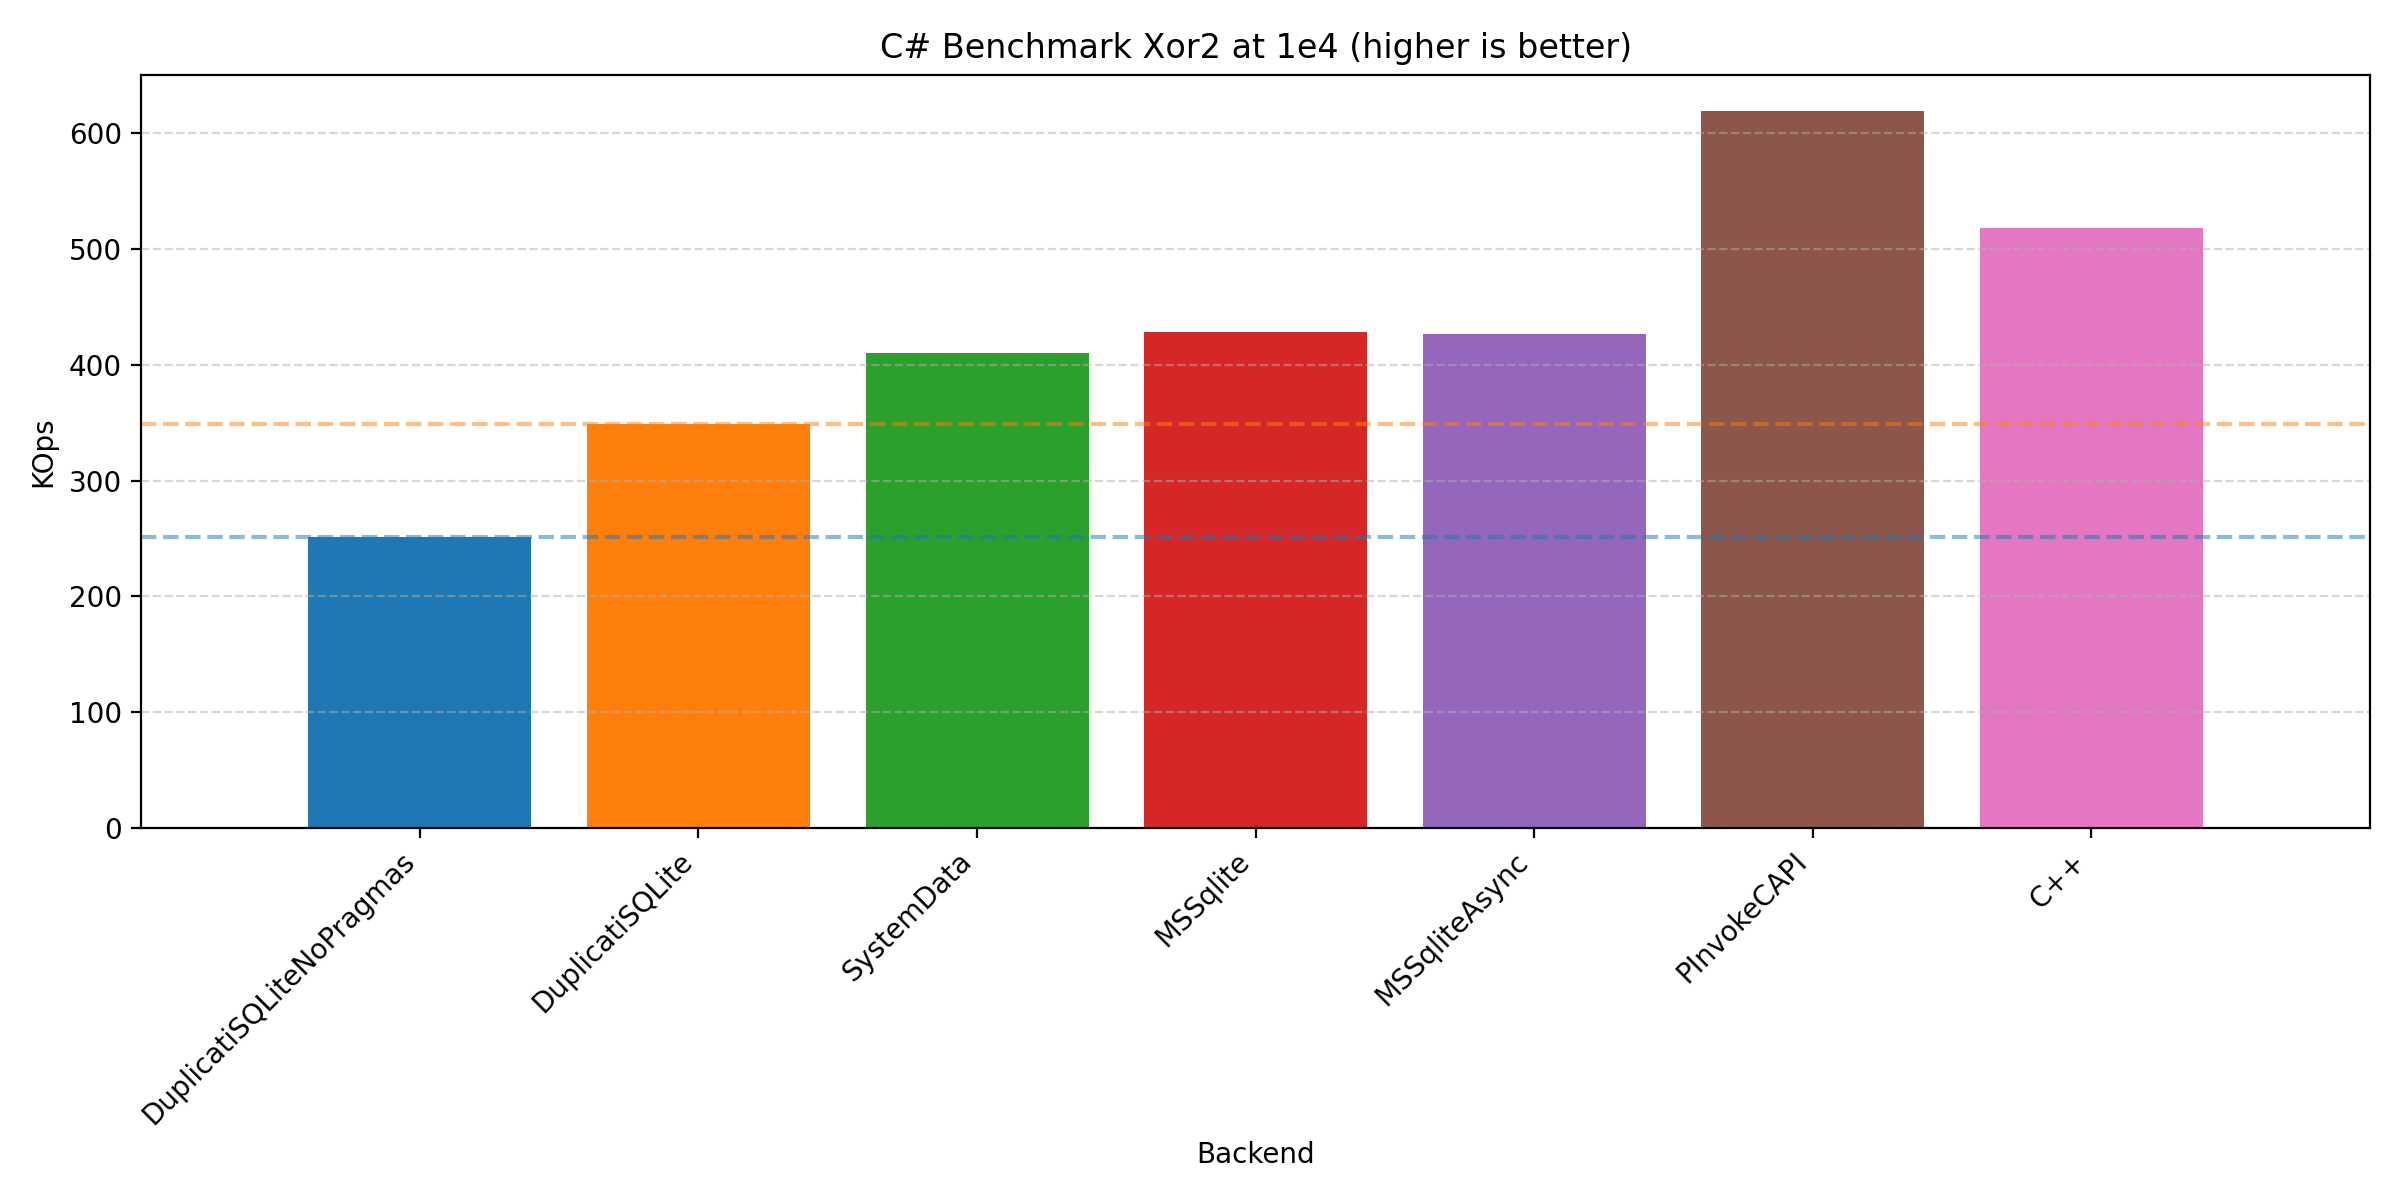 C# Benchmark Xor2 at 1e4 (higher is better)
KOps
600
500
400
300
200
100
0
DuplicatiSQLiteNoPragmas
DuplicatiSQLite
SystemData
MSSqlite
MSSqliteAsync
PInvokeCAPI
C++
Backend